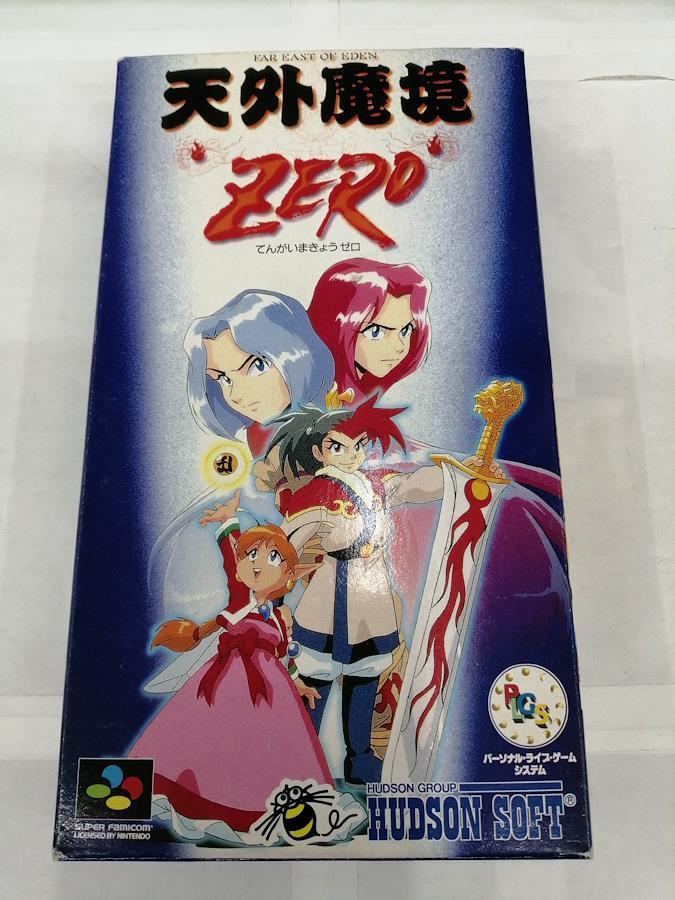 FAR EAST OF EDEN
天外魔境
ZERO
てんがいまきょうゼロ
卍
PLGS
パーソナル・ライブ・ゲーム
システム
HUDSON GROUP
HUDSON SOFT®
SUPER FAMICOM®
LICENSED BY NINTENDO